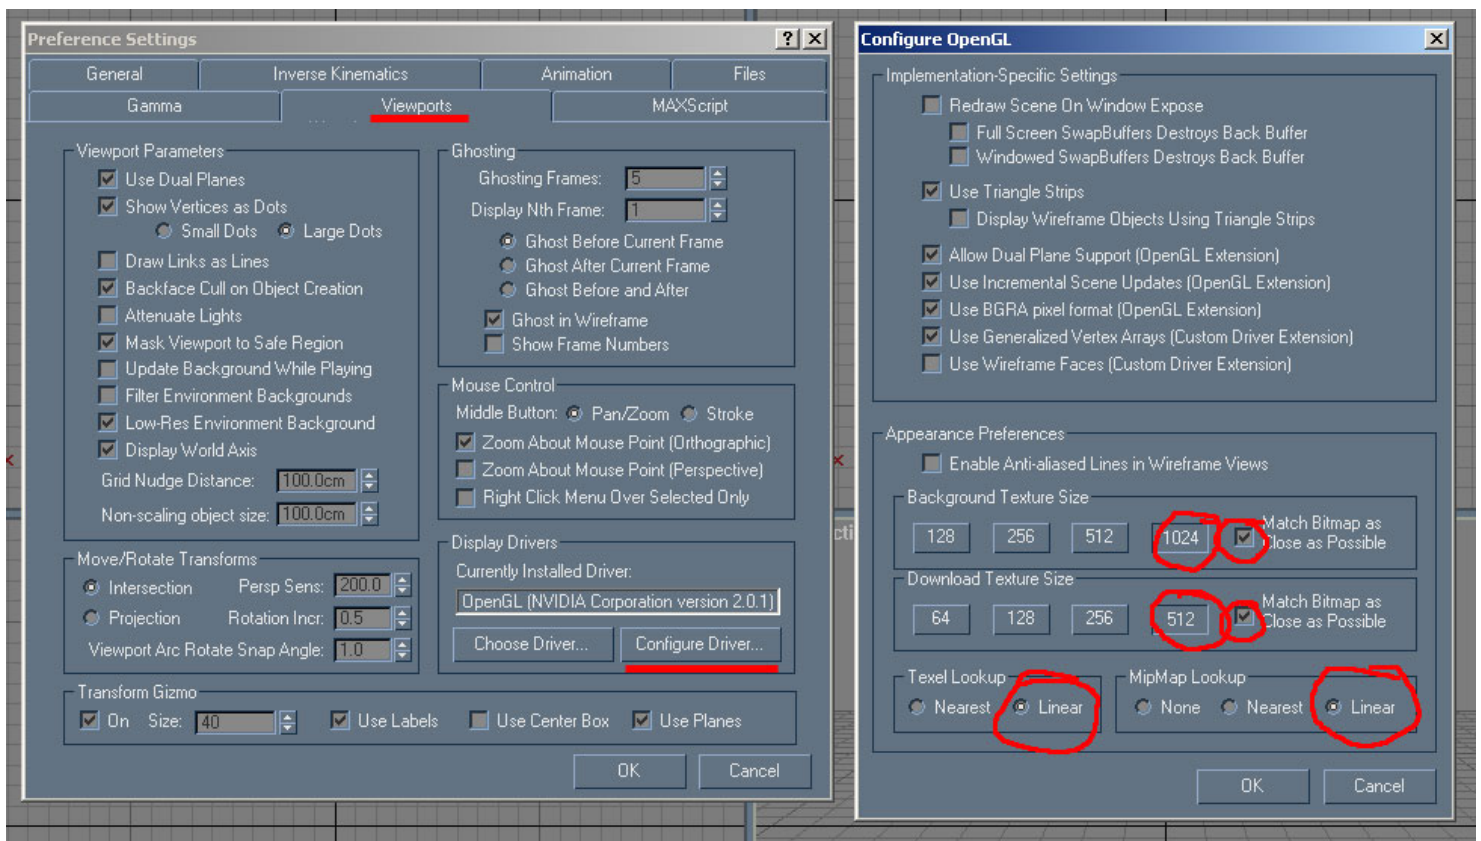 Preference Settings
General Inverse Kinematics Animation Files
Gamma Viewports MAXScript
Viewport Parameters
Use Dual Planes
Show Vertices as Dots
Small Dots Large Dots
Draw Links as Lines
Backface Cull on Object Creation
Attenuate Lights
Mask Viewport to Safe Region
Update Background While Playing
Filter Environment Backgrounds
Low-Res Environment Background
Display World Axis
Grid Nudge Distance: 100.0cm
Non-scaling object size: 100.0cm
Move/Rotate Transforms
Intersection Persp Sens: 200.0
Projection Rotation Incr: 0.5
Viewport Arc Rotate Snap Angle: 1.0
Ghosting
Ghosting Frames: 5
Display Nth Frame: 1
Ghost Before Current Frame
Ghost After Current Frame
Ghost Before and After
Ghost in Wireframe
Show Frame Numbers
Mouse Control
Middle Button: Pan/Zoom Stroke
Zoom About Mouse Point (Orthographic)
Zoom About Mouse Point (Perspective)
Right Click Menu Over Selected Only
Display Drivers
Currently Installed Driver:
OpenGL (NVIDIA Corporation version 2.0.1)
Choose Driver... Configure Driver...
Transform Gizmo
On Size: 40 Use Labels Use Center Box Use Planes
OK Cancel
Configure OpenGL
Implementation-Specific Settings
Redraw Scene On Window Expose
Full Screen SwapBuffers Destroys Back Buffer
Windowed SwapBuffers Destroys Back Buffer
Use Triangle Strips
Display Wireframe Objects Using Triangle Strips
Allow Dual Plane Support (OpenGL Extension)
Use Incremental Scene Updates (OpenGL Extension)
Use BGRA pixel format (OpenGL Extension)
Use Generalized Vertex Arrays (Custom Driver Extension)
Use Wireframe Faces (Custom Driver Extension)
Appearance Preferences
Enable Anti-aliased Lines in Wireframe Views
Background Texture Size
128 256 512 1024 Match Bitmap as
Close as Possible
Download Texture Size
64 128 256 512 Match Bitmap as
Close as Possible
Texel Lookup
Nearest Linear
MipMap Lookup
None Nearest Linear
OK Cancel